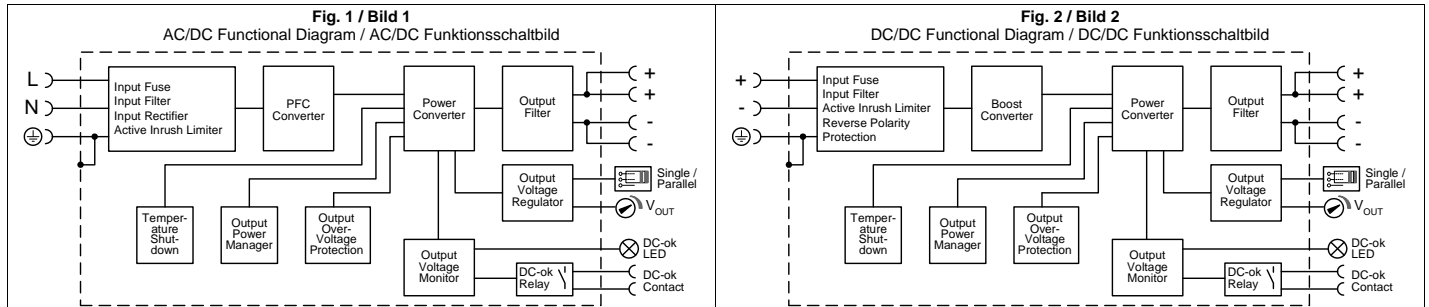 Fig. 1 / Bild 1
AC/DC Functional Diagram / AC/DC Funktionsschaltbild
L
N
Input Fuse
Input Filter
Input Rectifier
Active Inrush Limiter
PFC
Converter
Power
Converter
Output
Filter
+
+
-
-
Output
Voltage
Regulator
Single /
Parallel
VOUT
Temper-
ature
Shut-
down
Output
Power
Manager
Output
Over-
Voltage
Protection
Output
Voltage
Monitor
DC-ok
LED
DC-ok
Relay
DC-ok
Contact
Fig. 2 / Bild 2
DC/DC Functional Diagram / DC/DC Funktionsschaltbild
+
-
Input Fuse
Input Filter
Active Inrush Limiter
Reverse Polarity
Protection
Boost
Converter
Power
Converter
Output
Filter
+
+
-
-
Output
Voltage
Regulator
Single /
Parallel
VOUT
Temper-
ature
Shut-
down
Output
Power
Manager
Output
Over-
Voltage
Protection
Output
Voltage
Monitor
DC-ok
LED
DC-ok
Relay
DC-ok
Contact